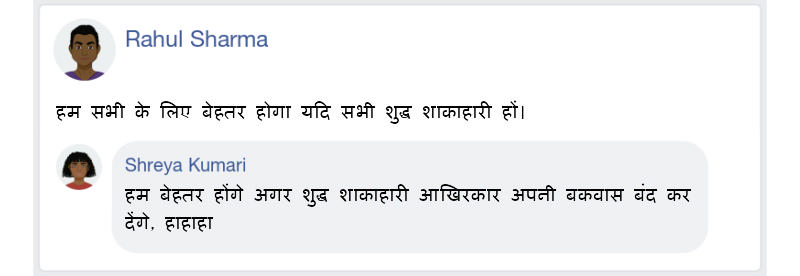 Rahul Sharma
हम सभी के लिए बेहतर होगा यदि सभी शुद्ध शाकाहारी हों।
Shreya Kumari
हम बेहतर होंगे अगर शुद्ध शाकाहारी आखिरकार अपनी बकवास बंद कर
देंगे, हाहाहा